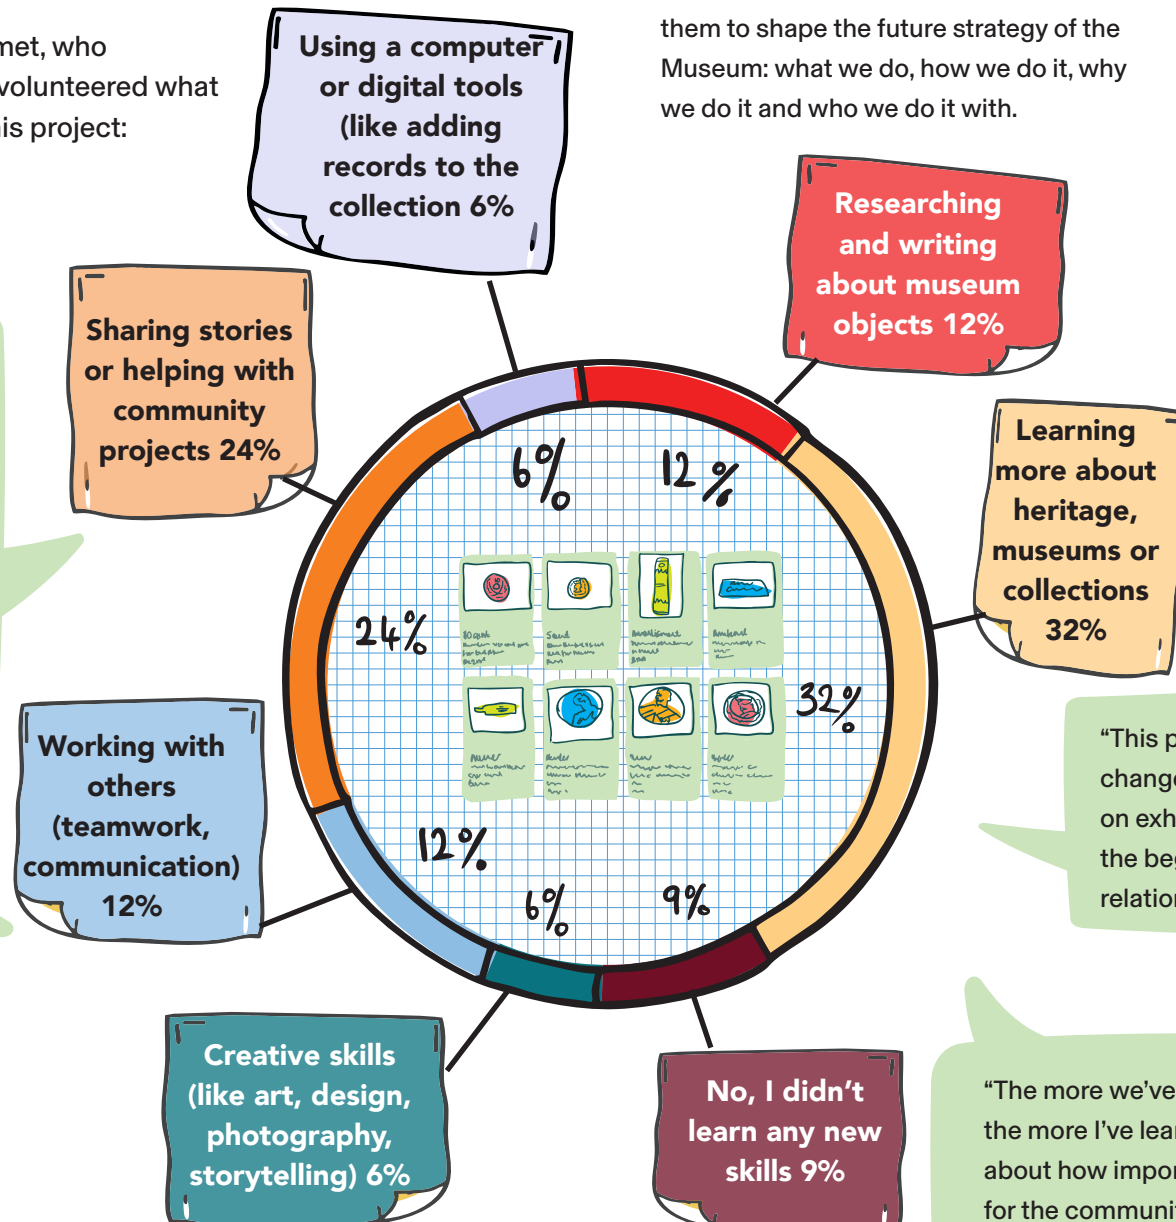 met, who
volunteered what
is project:
them to shape the future strategy of the
Museum: what we do, how we do it, why
we do it and who we do it with.
Using a computer
or digital tools
(like adding
records to the
collection 6%
Researching
and writing
about museum
objects 12%
Sharing stories
or helping with
community
projects 24%
Learning
more about
heritage,
museums or
collections
32%
6%
12%
24%
32%
12%
6%
9%
Working with
others
(teamwork,
communication)
12%
"This p
change
on exh
the beg
relation
Creative skills
(like art, design,
photography,
storytelling) 6%
No, I didn't
learn any new
skills 9%
"The more we've
the more I've lear
about how impor
for the communit